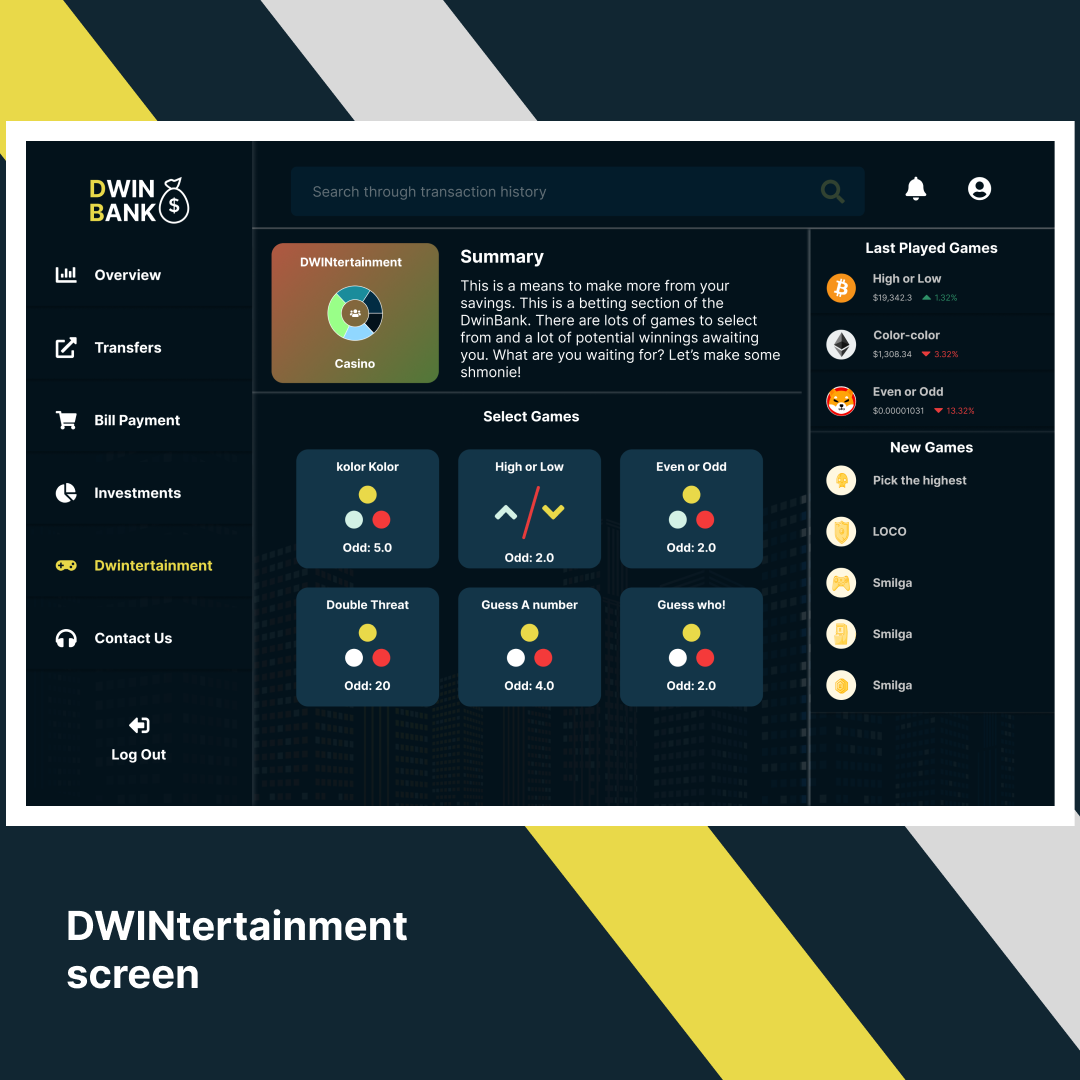 DWIN
BANK
$
Overview
Transfers
Bill Payment
Investments
Dwintertainment
Contact Us
Log Out
Search through transaction history
DWINtertainment
Casino
Summary
This is a means to make more from your
savings. This is a betting section of the
DwinBank. There are lots of games to select
from and a lot of potential winnings awaiting
you. What are you waiting for? Let’s make some
shmonie!
Select Games
kolor Kolor
Odd: 5.0
High or Low
Odd: 2.0
Even or Odd
Odd: 2.0
Double Threat
Odd: 20
Guess A number
Odd: 4.0
Guess who!
Odd: 2.0
Last Played Games
High or Low
$19,342.3 1.32%
Color-color
$1,308.34 3.32%
Even or Odd
$0.00001031 13.32%
New Games
Pick the highest
LOCO
Smilga
Smilga
Smilga
DWINtertainment
screen